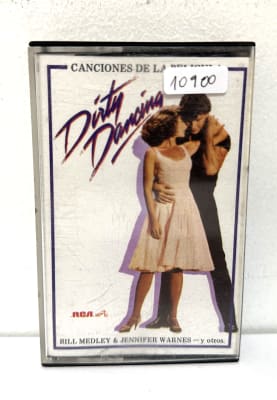 CANCIONES DE LA
10900
Dirty
Dancing
RCA
BILL MEDLEY & JENNIFER WARNES — y otros.